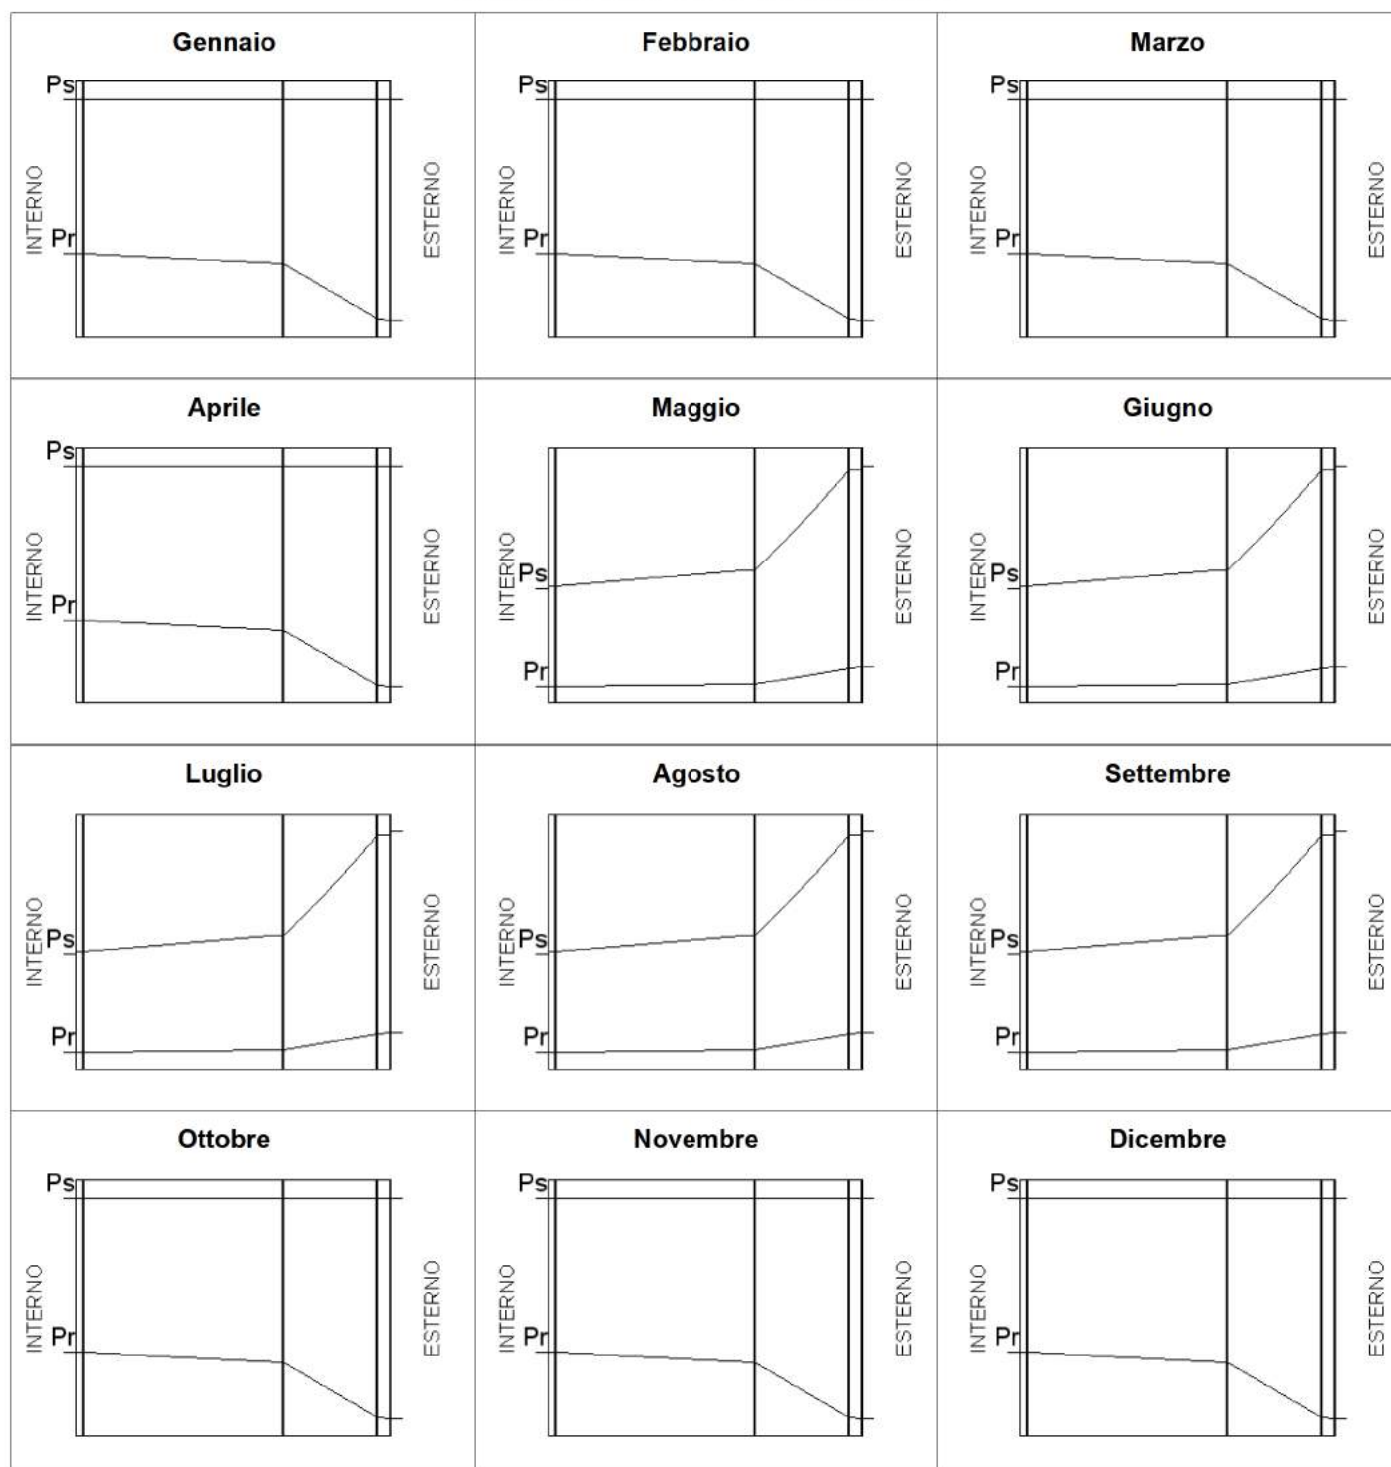 Gennaio
Ps
INTERNO
Pr
ESTERNO
Febbraio
Ps
INTERNO
Pr
ESTERNO
Marzo
Ps
INTERNO
Pr
ESTERNO
Aprile
Ps
INTERNO
Pr
ESTERNO
Maggio
INTERNO
Ps
Pr
ESTERNO
Giugno
INTERNO
Ps
Pr
ESTERNO
Luglio
INTERNO
Ps
Pr
ESTERNO
Agosto
INTERNO
Ps
Pr
ESTERNO
Settembre
INTERNO
Ps
Pr
ESTERNO
Ottobre
Ps
INTERNO
Pr
ESTERNO
Novembre
Ps
INTERNO
Pr
ESTERNO
Dicembre
Ps
INTERNO
Pr
ESTERNO